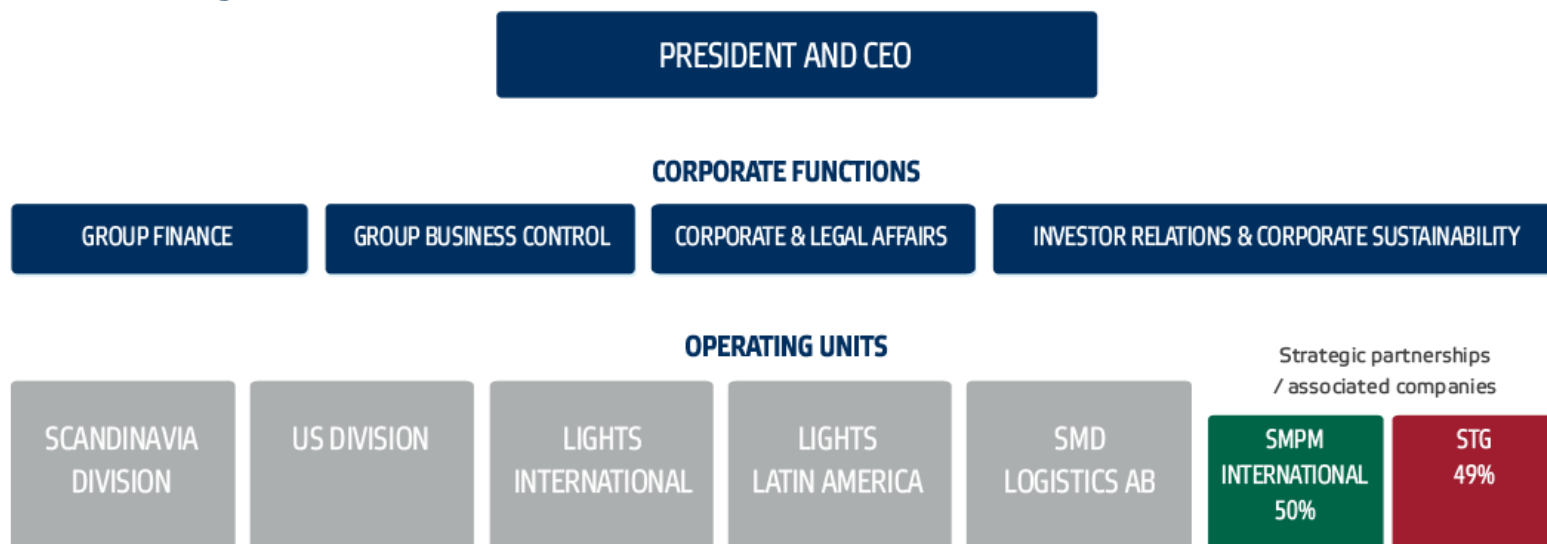 PRESIDENT AND CEO
CORPORATE FUNCTIONS
GROUP FINANCE
GROUP BUSINESS CONTROL
CORPORATE & LEGAL AFFAIRS
INVESTOR RELATIONS & CORPORATE SUSTAINABILITY
OPERATING UNITS
Strategic partnerships
/ associated companies
SCANDINAVIA
DIVISION
US DIVISION
LIGHTS
INTERNATIONAL
LIGHTS
LATIN AMERICA
SMD
LOGISTICS AB
SMPM
INTERNATIONAL
50%
STG
49%